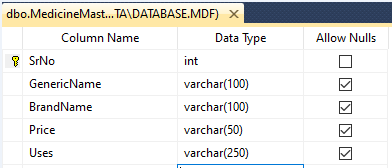 dbo.MedicineMast...TA\DATABASE.MDF)
Column Name Data Type Allow Nulls
SrNo int
GenericName varchar(100)
BrandName varchar(100)
Price varchar(50)
Uses varchar(250)